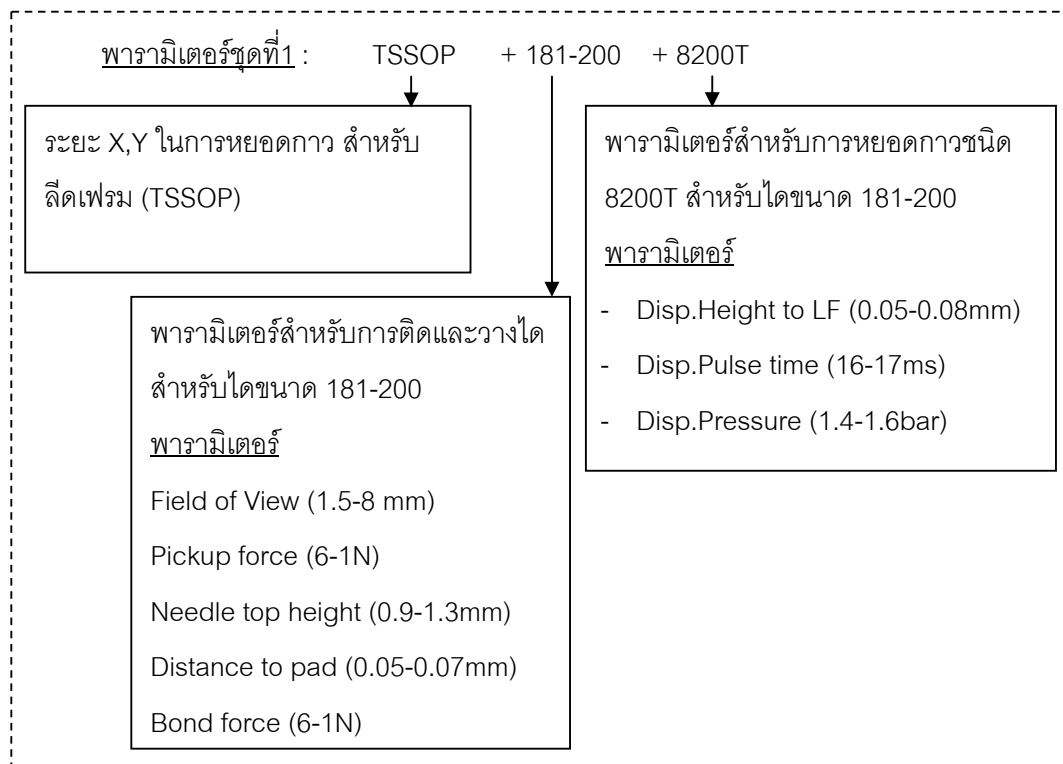 พารามิเตอร์ชุดที่1 : TSSOP + 181-200 + 8200T
ระยะ X,Y ในการหยอดกาว สำหรับ
ลีดเฟรม (TSSOP)
พารามิเตอร์สำหรับการติดและวางได
สำหรับไดขนาด 181-200
พารามิเตอร์
Field of View (1.5-8 mm)
Pickup force (6-1N)
Needle top height (0.9-1.3mm)
Distance to pad (0.05-0.07mm)
Bond force (6-1N)
พารามิเตอร์สำหรับการหยอดกาวชนิด
8200T สำหรับไดขนาด 181-200
พารามิเตอร์
- Disp.Height to LF (0.05-0.08mm)
- Disp.Pulse time (16-17ms)
- Disp.Pressure (1.4-1.6bar)